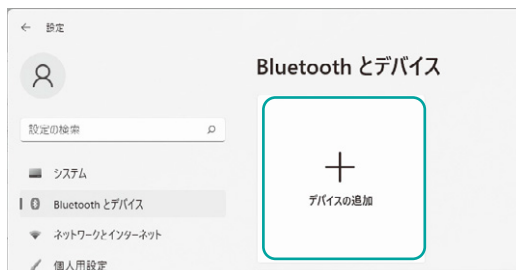 設定
Bluetooth とデバイス
設定の検索
システム
Bluetooth とデバイス
ネットワークとインターネット
個人用設定
デバイスの追加